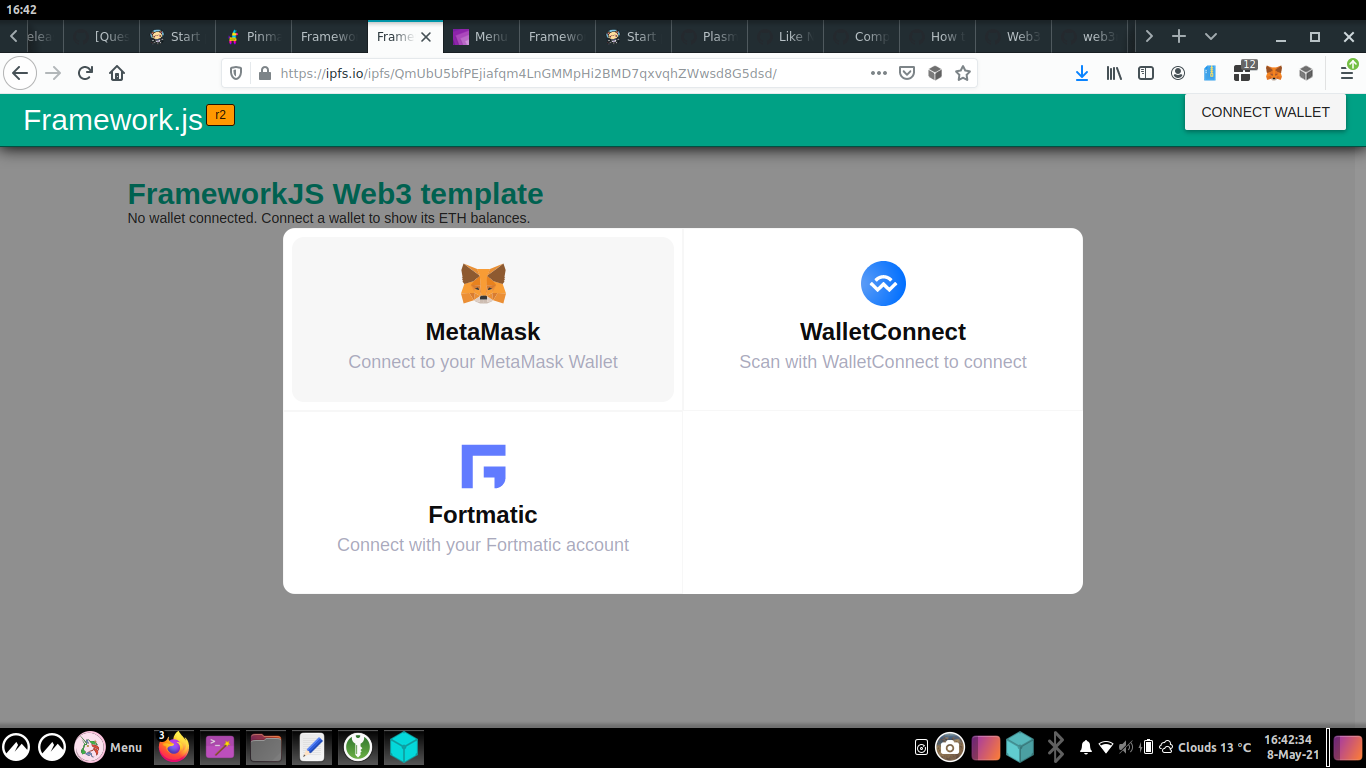 16:42
elea
[Ques
Start
Pinma
Framewo
Frame
Menu
Framewo
Start
Plasm
Like
Comp
How t
Web3
web3.
https://ipfs.io/ipfs/QmUbU5bfPEjiafqm4LnGMMpHi2BMD7qxvqhZWwsd8G5dsd/
12
Framework.js r2
CONNECT WALLET
FrameworkJS Web3 template
No wallet connected. Connect a wallet to show its ETH balances.
MetaMask
Connect to your MetaMask Wallet
WalletConnect
Scan with WalletConnect to connect
Fortmatic
Connect with your Fortmatic account
Menu
3
Clouds 13 °C
16:42:34
8-May-21